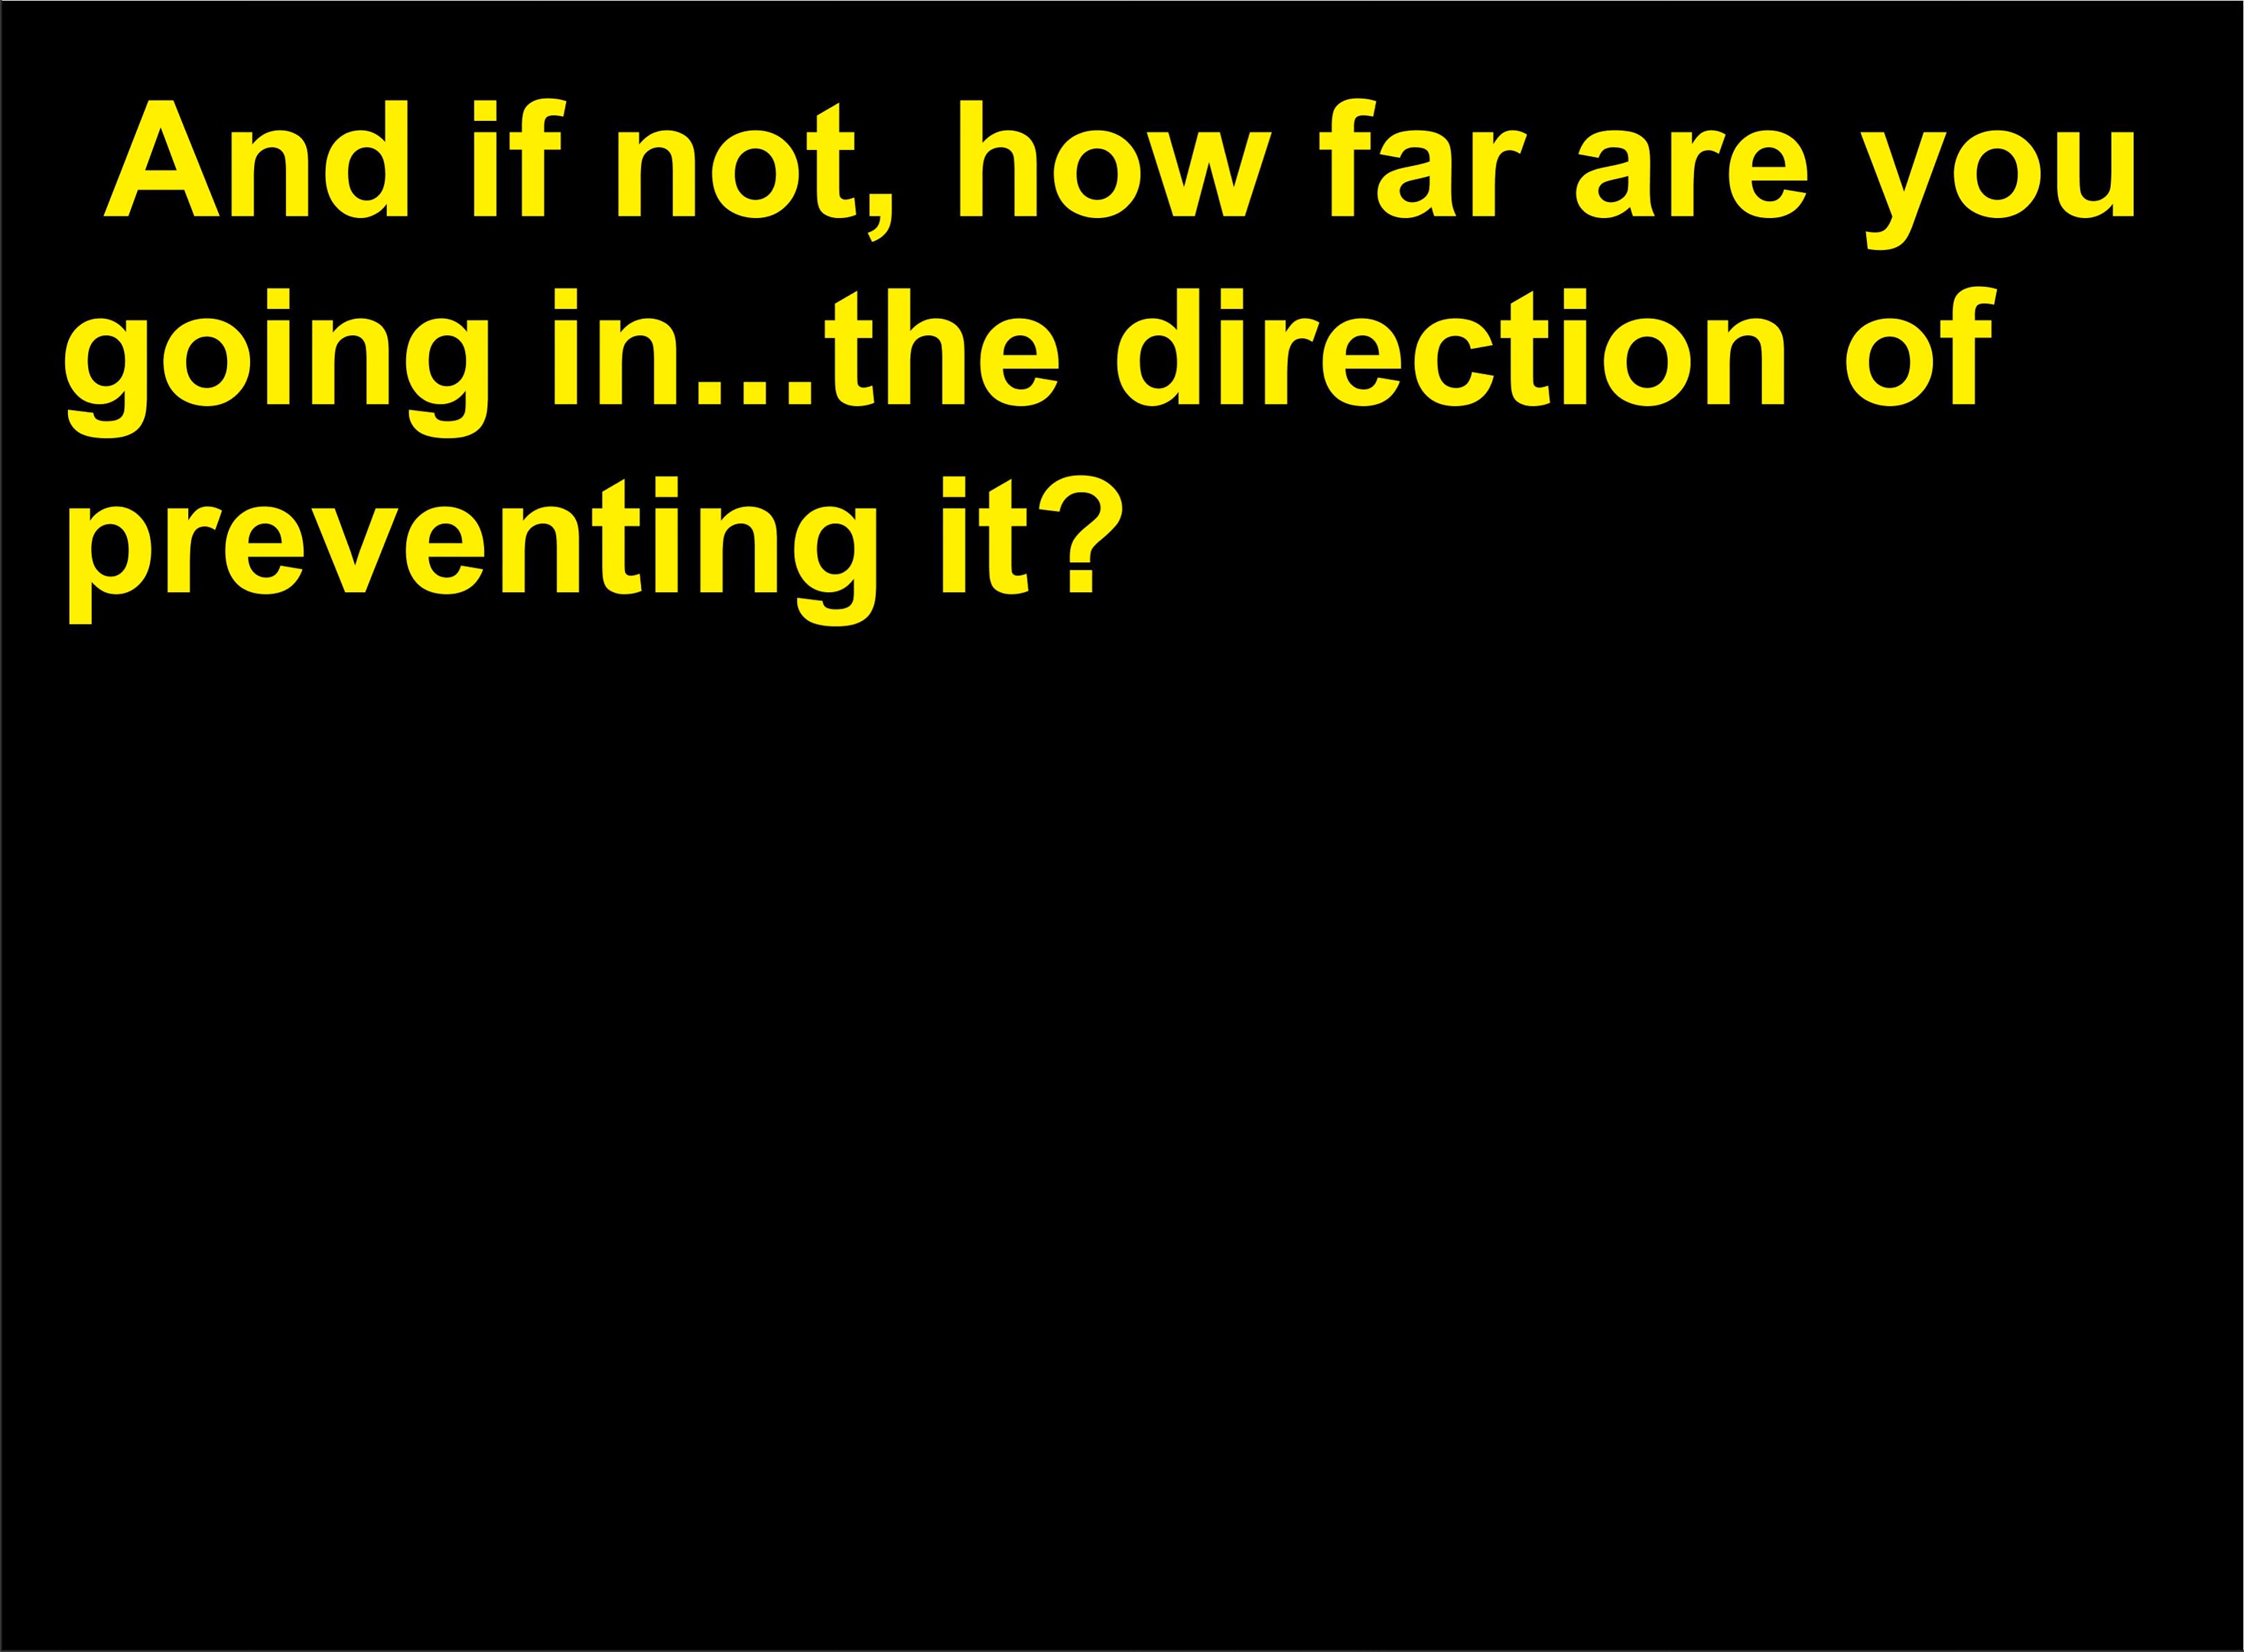 And if not, how far are you
going in...the direction of
preventing it?